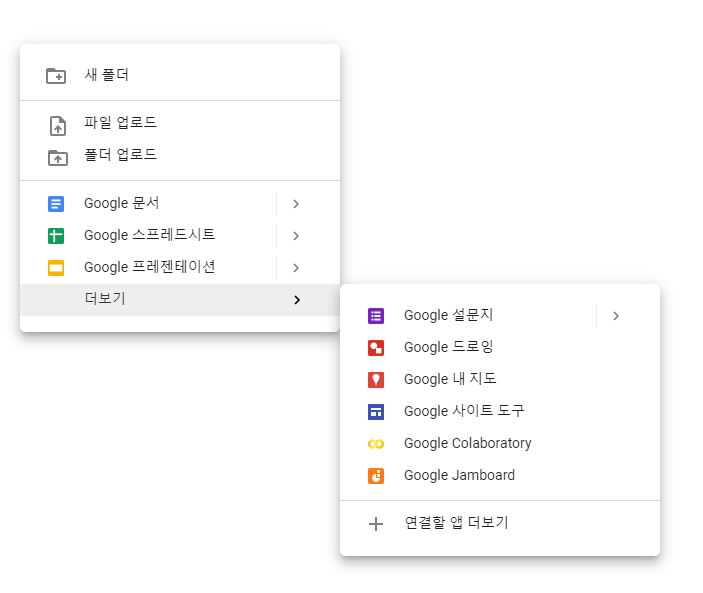 새 폴더
파일 업로드
폴더 업로드
Google 문서
Google 스프레드시트
Google 프레젠테이션
더보기
Google 설문지
Google 드로잉
Google 내 지도
Google 사이트 도구
Google Colaboratory
Google Jamboard
연결할 앱 더보기